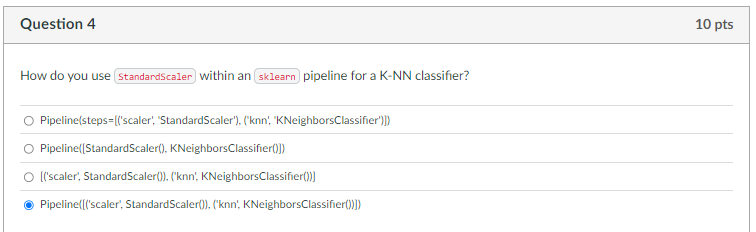 Question 4
10 pts
How do you use StandardScaler within an sklearn pipeline for a K-NN classifier?
Pipeline(steps=[('scaler', 'StandardScaler'), ('knn', 'KNeighborsClassifier')])
Pipeline([StandardScaler(), KNeighborsClassifier()])
[('scaler', StandardScaler()), ('knn', KNeighborsClassifier())]
Pipeline([('scaler', StandardScaler()), ('knn', KNeighborsClassifier())])